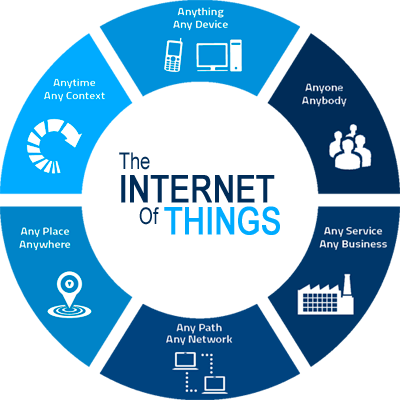 Anything
Any Device
Anyone
Anybody
Any Service
Any Business
Any Path
Any Network
Any Place
Anywhere
Anytime
Any Context
The
INTERNET
Of THINGS